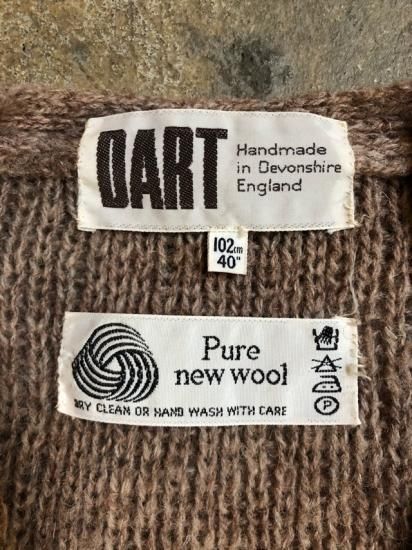 DART
Handmade
in Devonshire
England
102cm
40"
Pure
new wool
DRY CLEAN OR HAND WASH WITH CARE
P